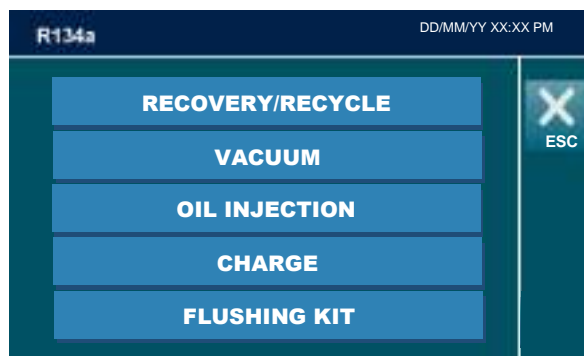 R134a DD/MM/YY XX:XX PM
RECOVERY/RECYCLE
VACUUM
ESC
OIL INJECTION
CHARGE
FLUSHING KIT